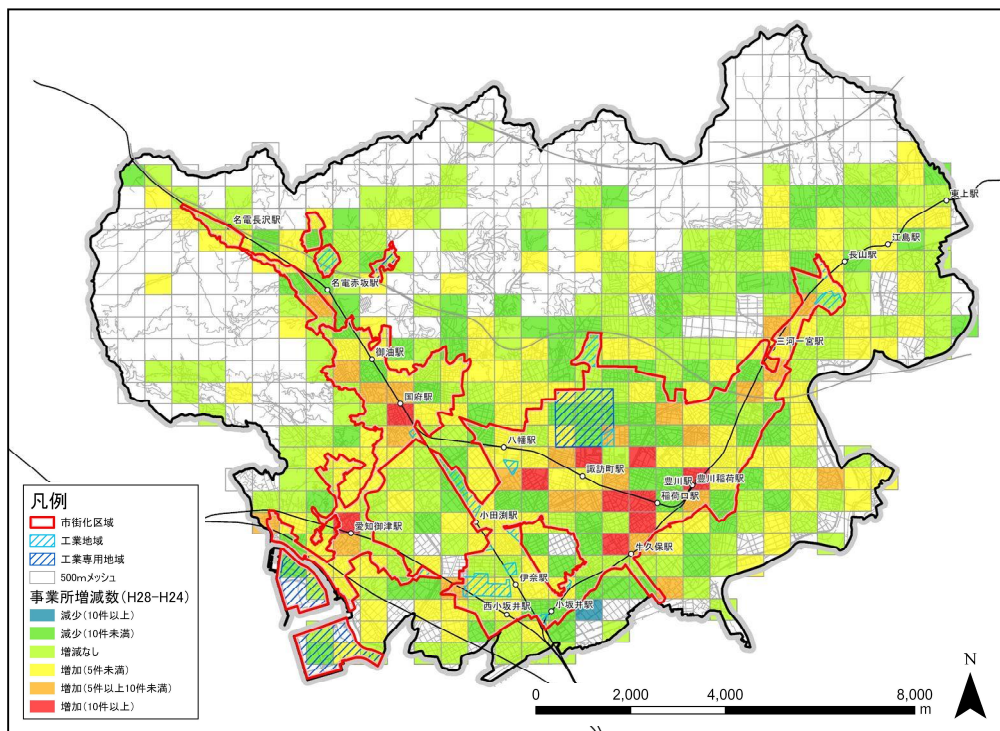 東上駅
名電長沢駅
江島駅
長山駅
名電赤坂駅
三河一宮駅
御油駅
国府駅
八幡駅
諏訪町駅
豊川駅
豊川稲荷駅
稲荷口駅
小田渕駅
愛知御津駅
牛久保駅
伊奈駅
西小坂井駅
小坂井駅
凡例
市街化区域
工業地域
工業専用地域
500mメッシュ
事業所増減数(H28-H24)
減少(10件以上)
減少(10件未満)
増減なし
増加(5件未満)
増加(5件以上10件未満)
増加(10件以上)
N
0 2,000 4,000 8,000
m